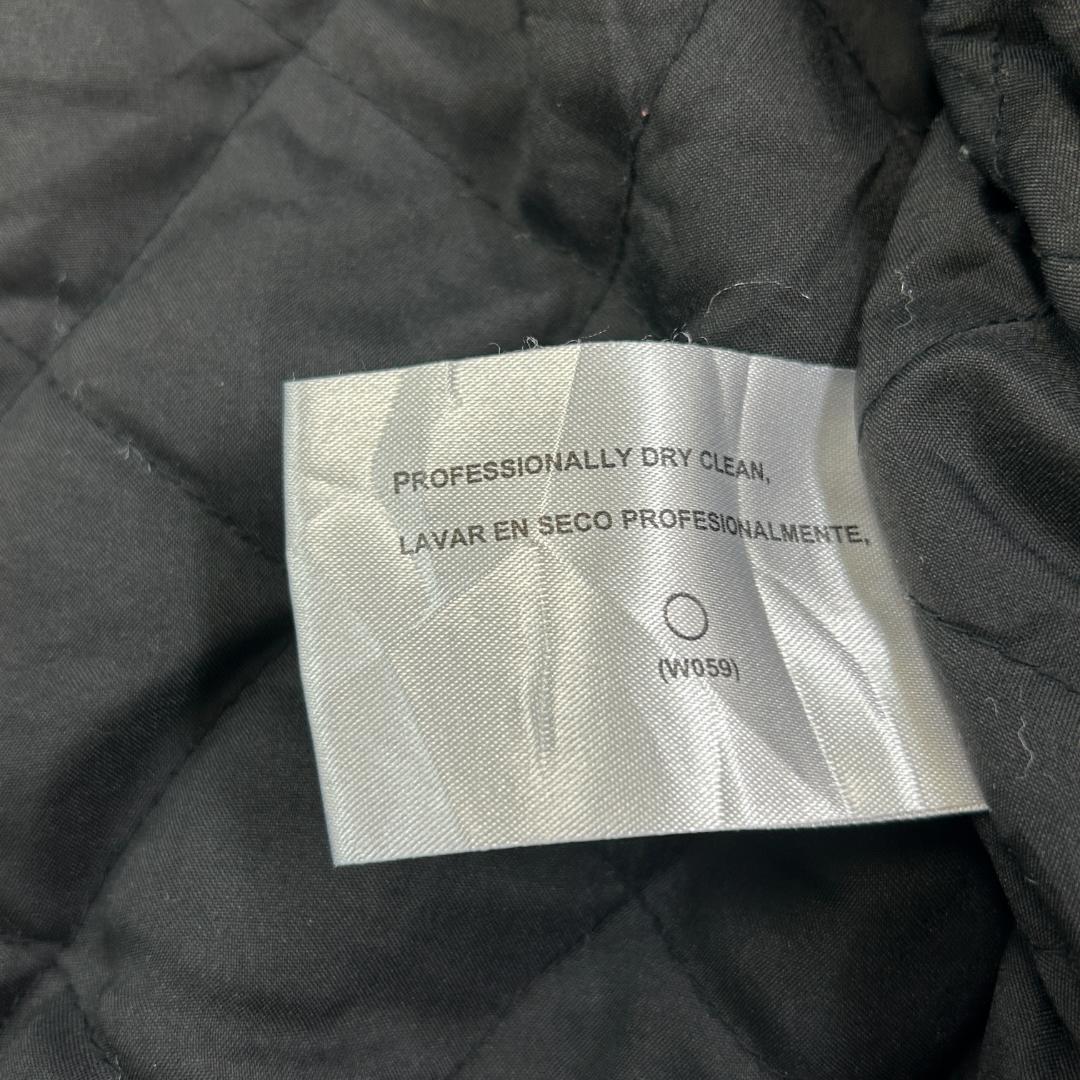 PROFESSIONALLY DRY CLEAN,
LAVAR EN SECO PROFESIONALMENTE,
(W059)